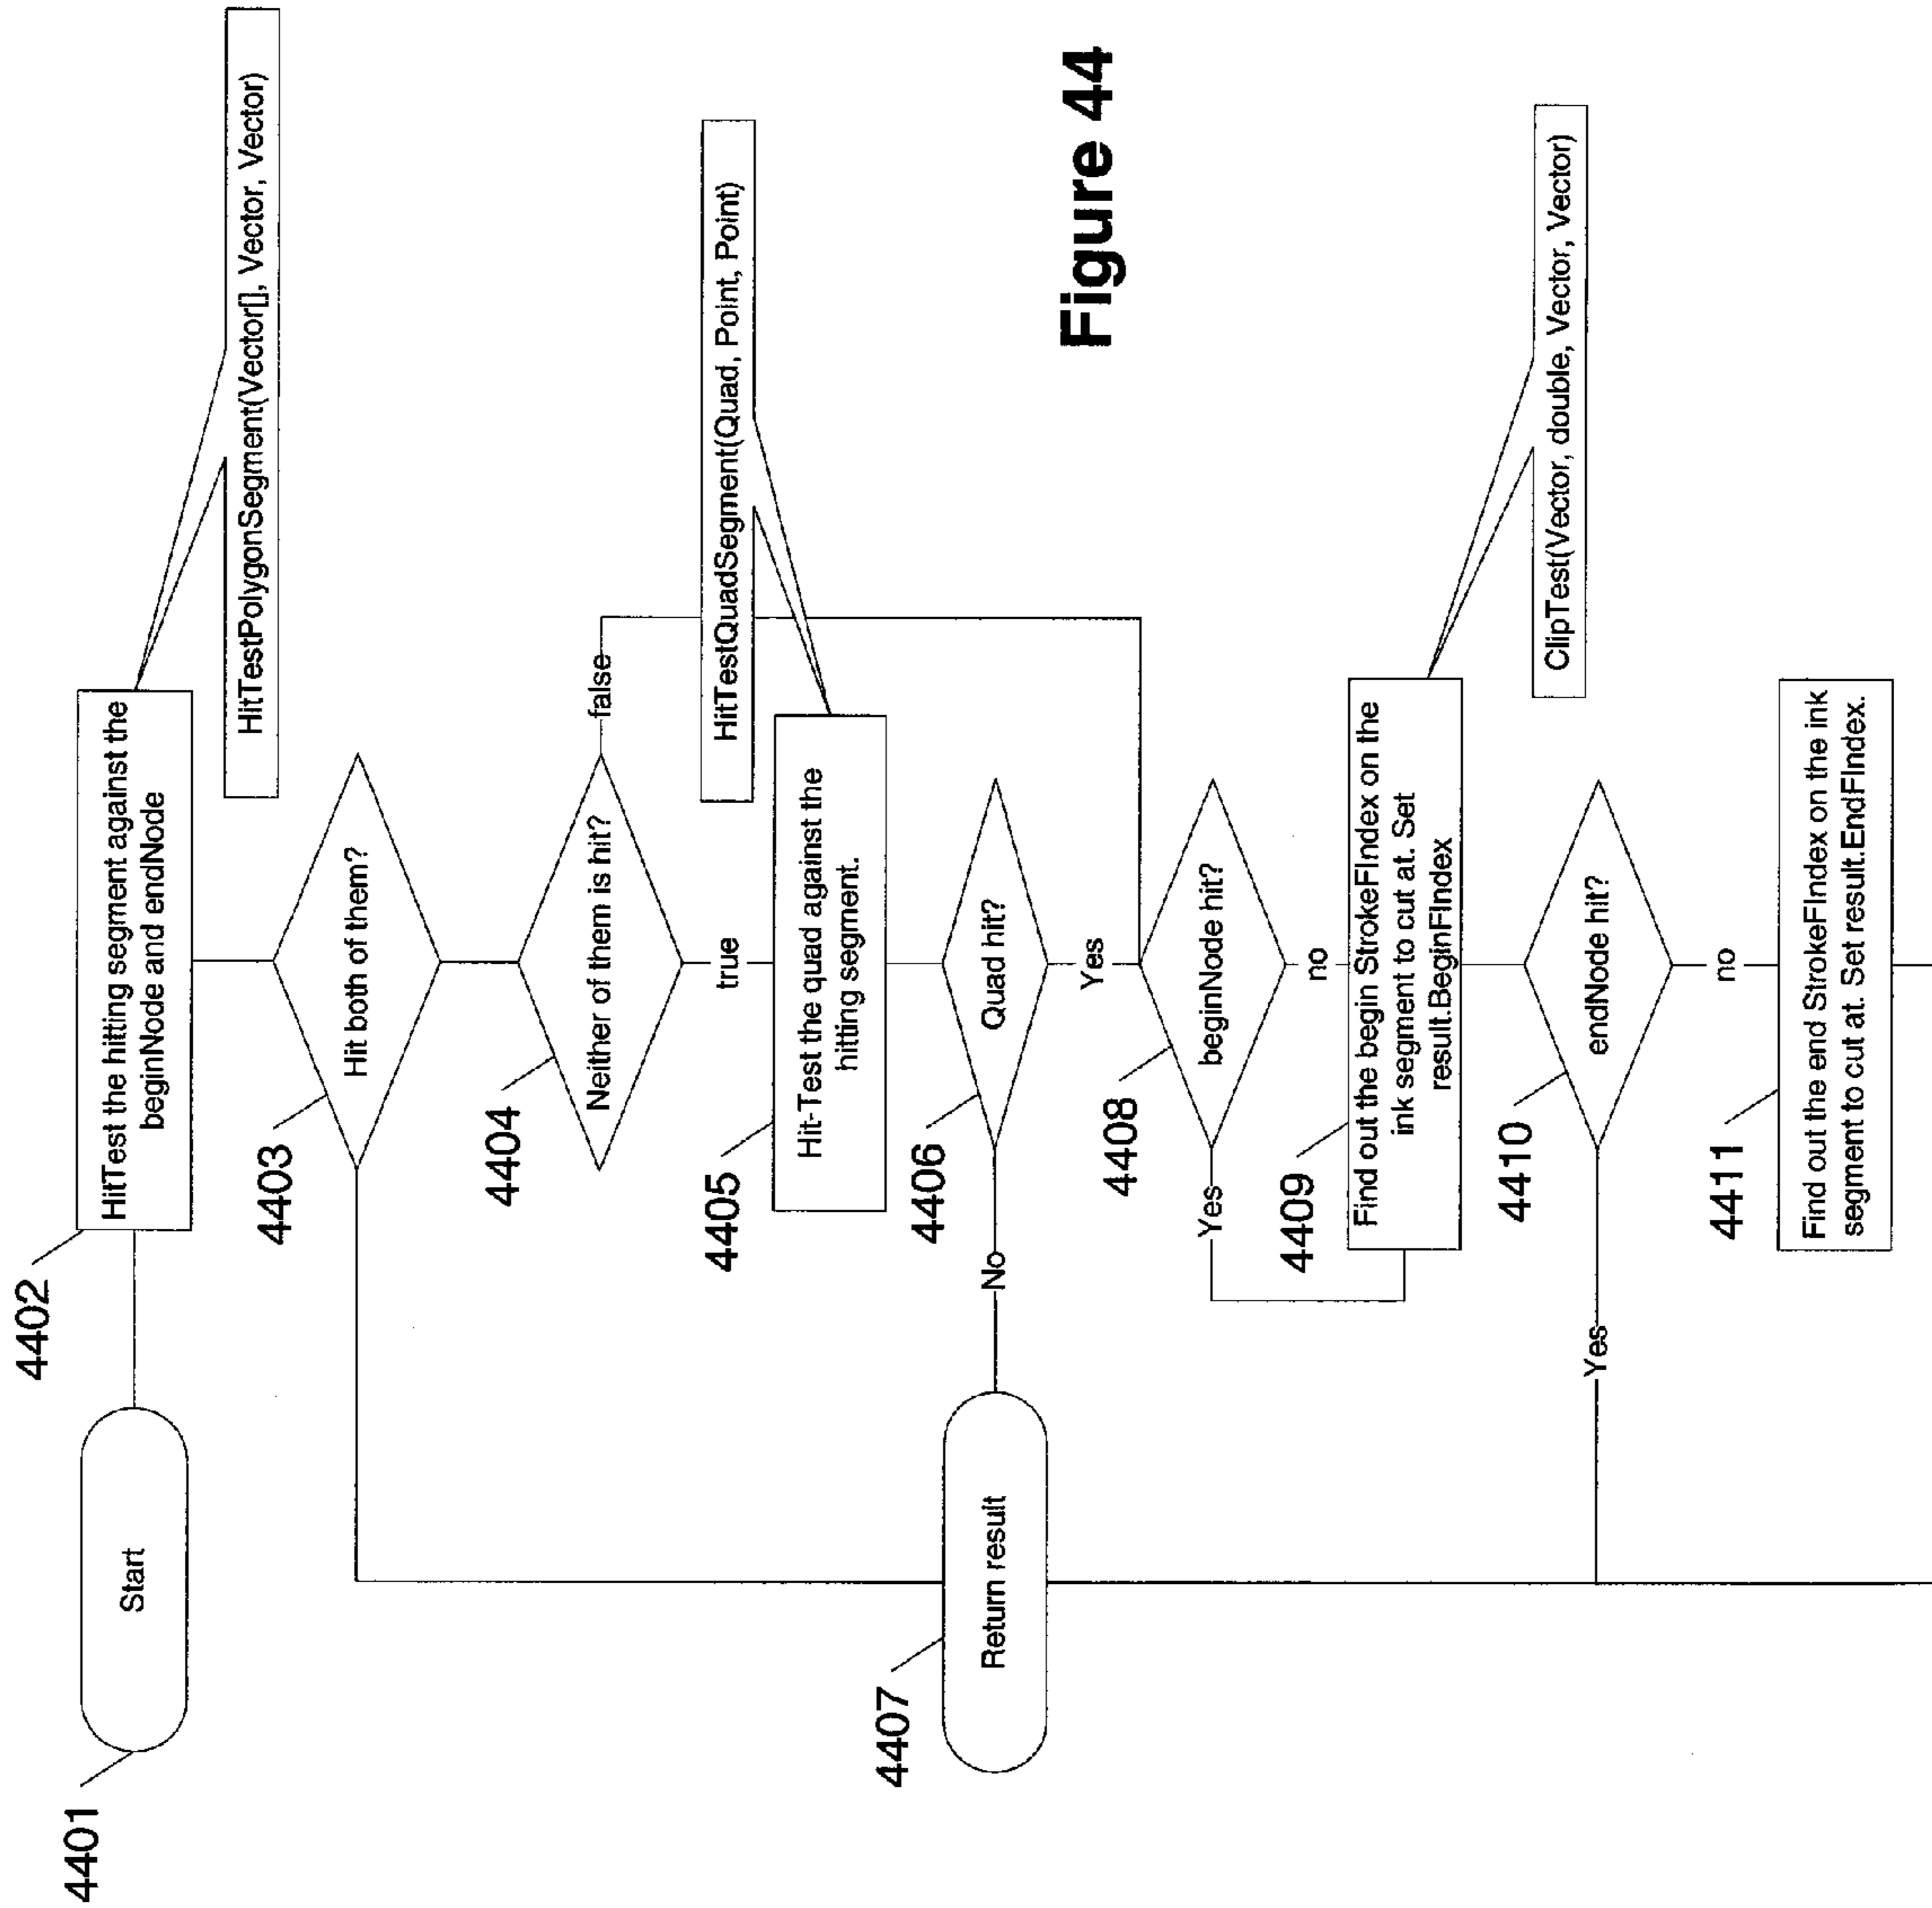 4401
Start
4402
HitTest the hitting segment against the
beginNode and endNode
HitTestPolygonSegment(Vector[], Vector, Vector)
4403
Hit both of them?
4404
Neither of them is hit?
false
true
HitTestQuadSegment(Quad, Point, Point)
4405
Hit-Test the quad against the
hitting segment.
4406
Quad hit?
No
Yes
4407
Return result
Figure 44
4408
beginNode hit?
Yes
no
4409
Find out the begin StrokeFIndex on the
ink segment to cut at. Set
result.BeginFIndex
ClipTest(Vector, double, Vector, Vector)
4410
endNode hit?
Yes
no
4411
Find out the end StrokeFIndex on the ink
segment to cut at. Set result.EndFIndex.